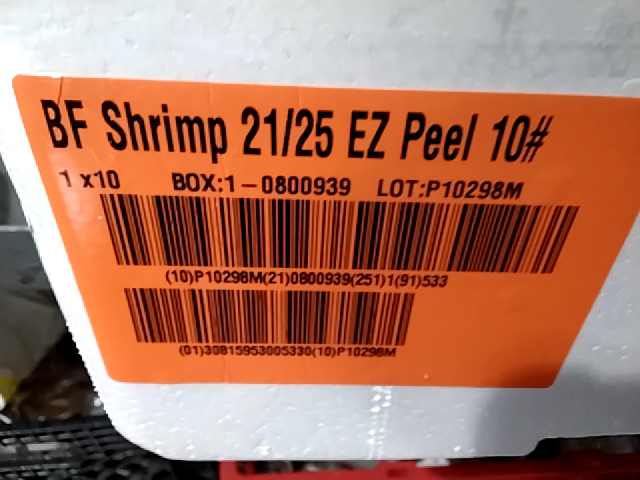 BF Shrimp 21/25 EZ Peel 10#
1 x10 BOX:1-0800939 LOT:P10298M
(10)P10298M(21)0800939(251)1(91)533
(01)30815953005330(10)P10298M